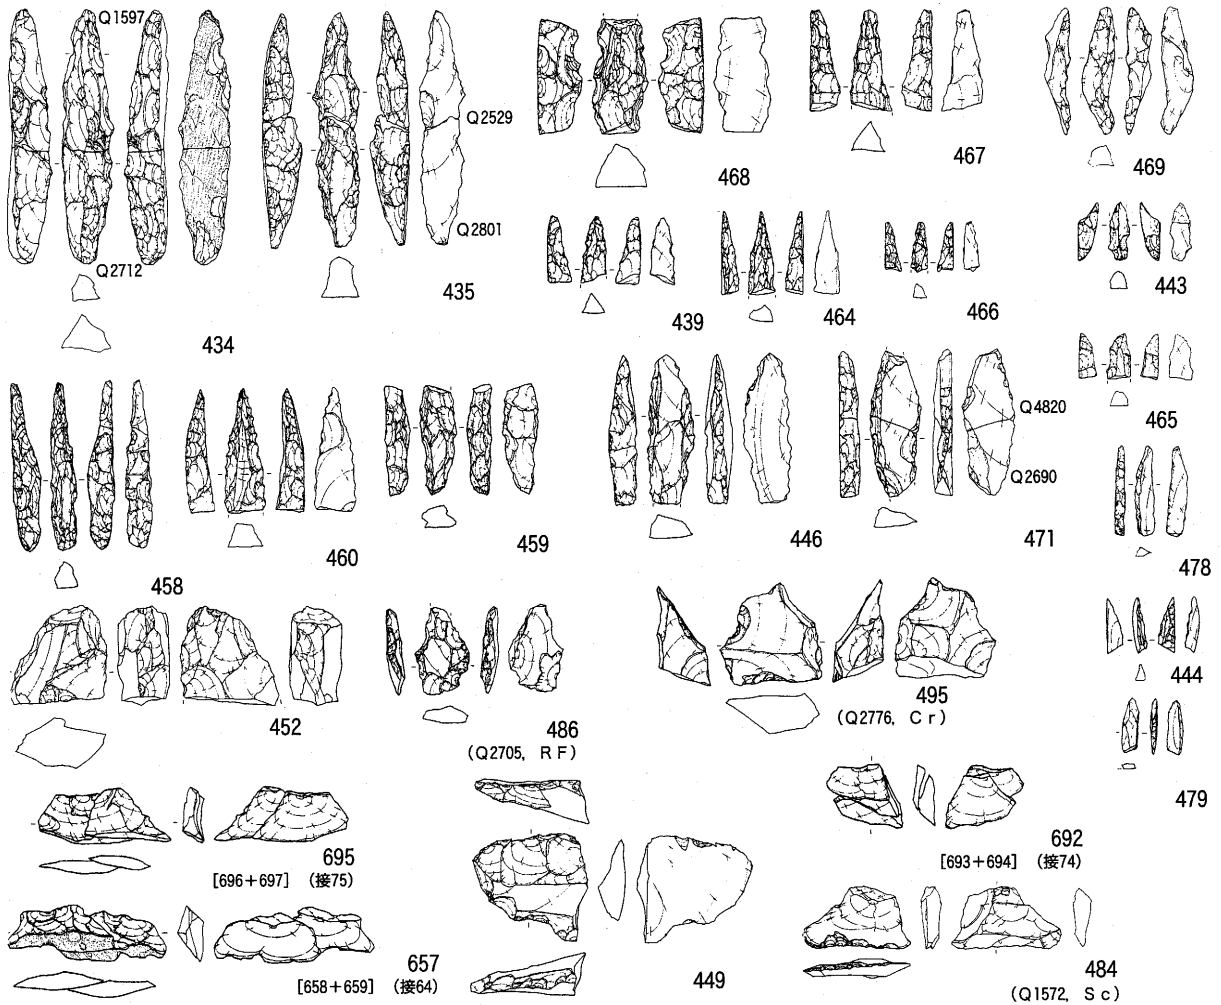 Q1597
Q2712
434
Q2529
Q2801
435
468
467
469
439
464
466
443
465
458
460
459
446
Q4820
Q2690
471
478
444
479
452
486
(Q2705, RF)
495
(Q2776, Cr)
695
[696+697] (接75)
692
[693+694] (接74)
657
[658+659] (接64)
449
484
(Q1572, Sc)